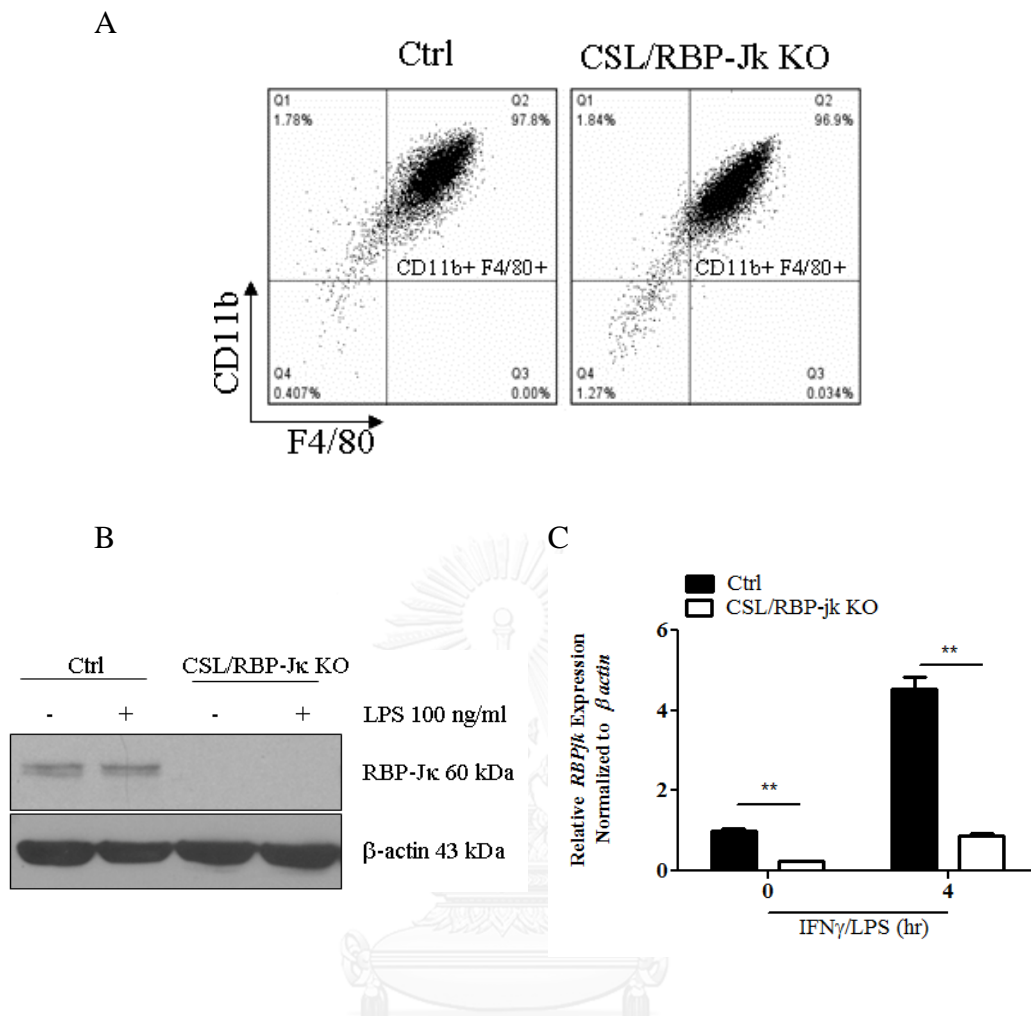 A
Ctrl
CSL/RBP-Jk KO
Q1
1.78%
Q2
97.8%
CD11b+ F4/80+
Q4
0.407%
Q3
0.00%
Q1
1.84%
Q2
96.9%
CD11b+ F4/80+
Q4
1.27%
Q3
0.034%
CD11b
F4/80
B
Ctrl
CSL/RBP-Jκ KO
- + - + LPS 100 ng/ml
RBP-Jκ 60 kDa
β-actin 43 kDa
C
Ctrl
CSL/RBP-jk KO
Relative RBPjk Expression
Normalized to β actin
6
4
2
0
**
**
0 4
IFNγ/LPS (hr)